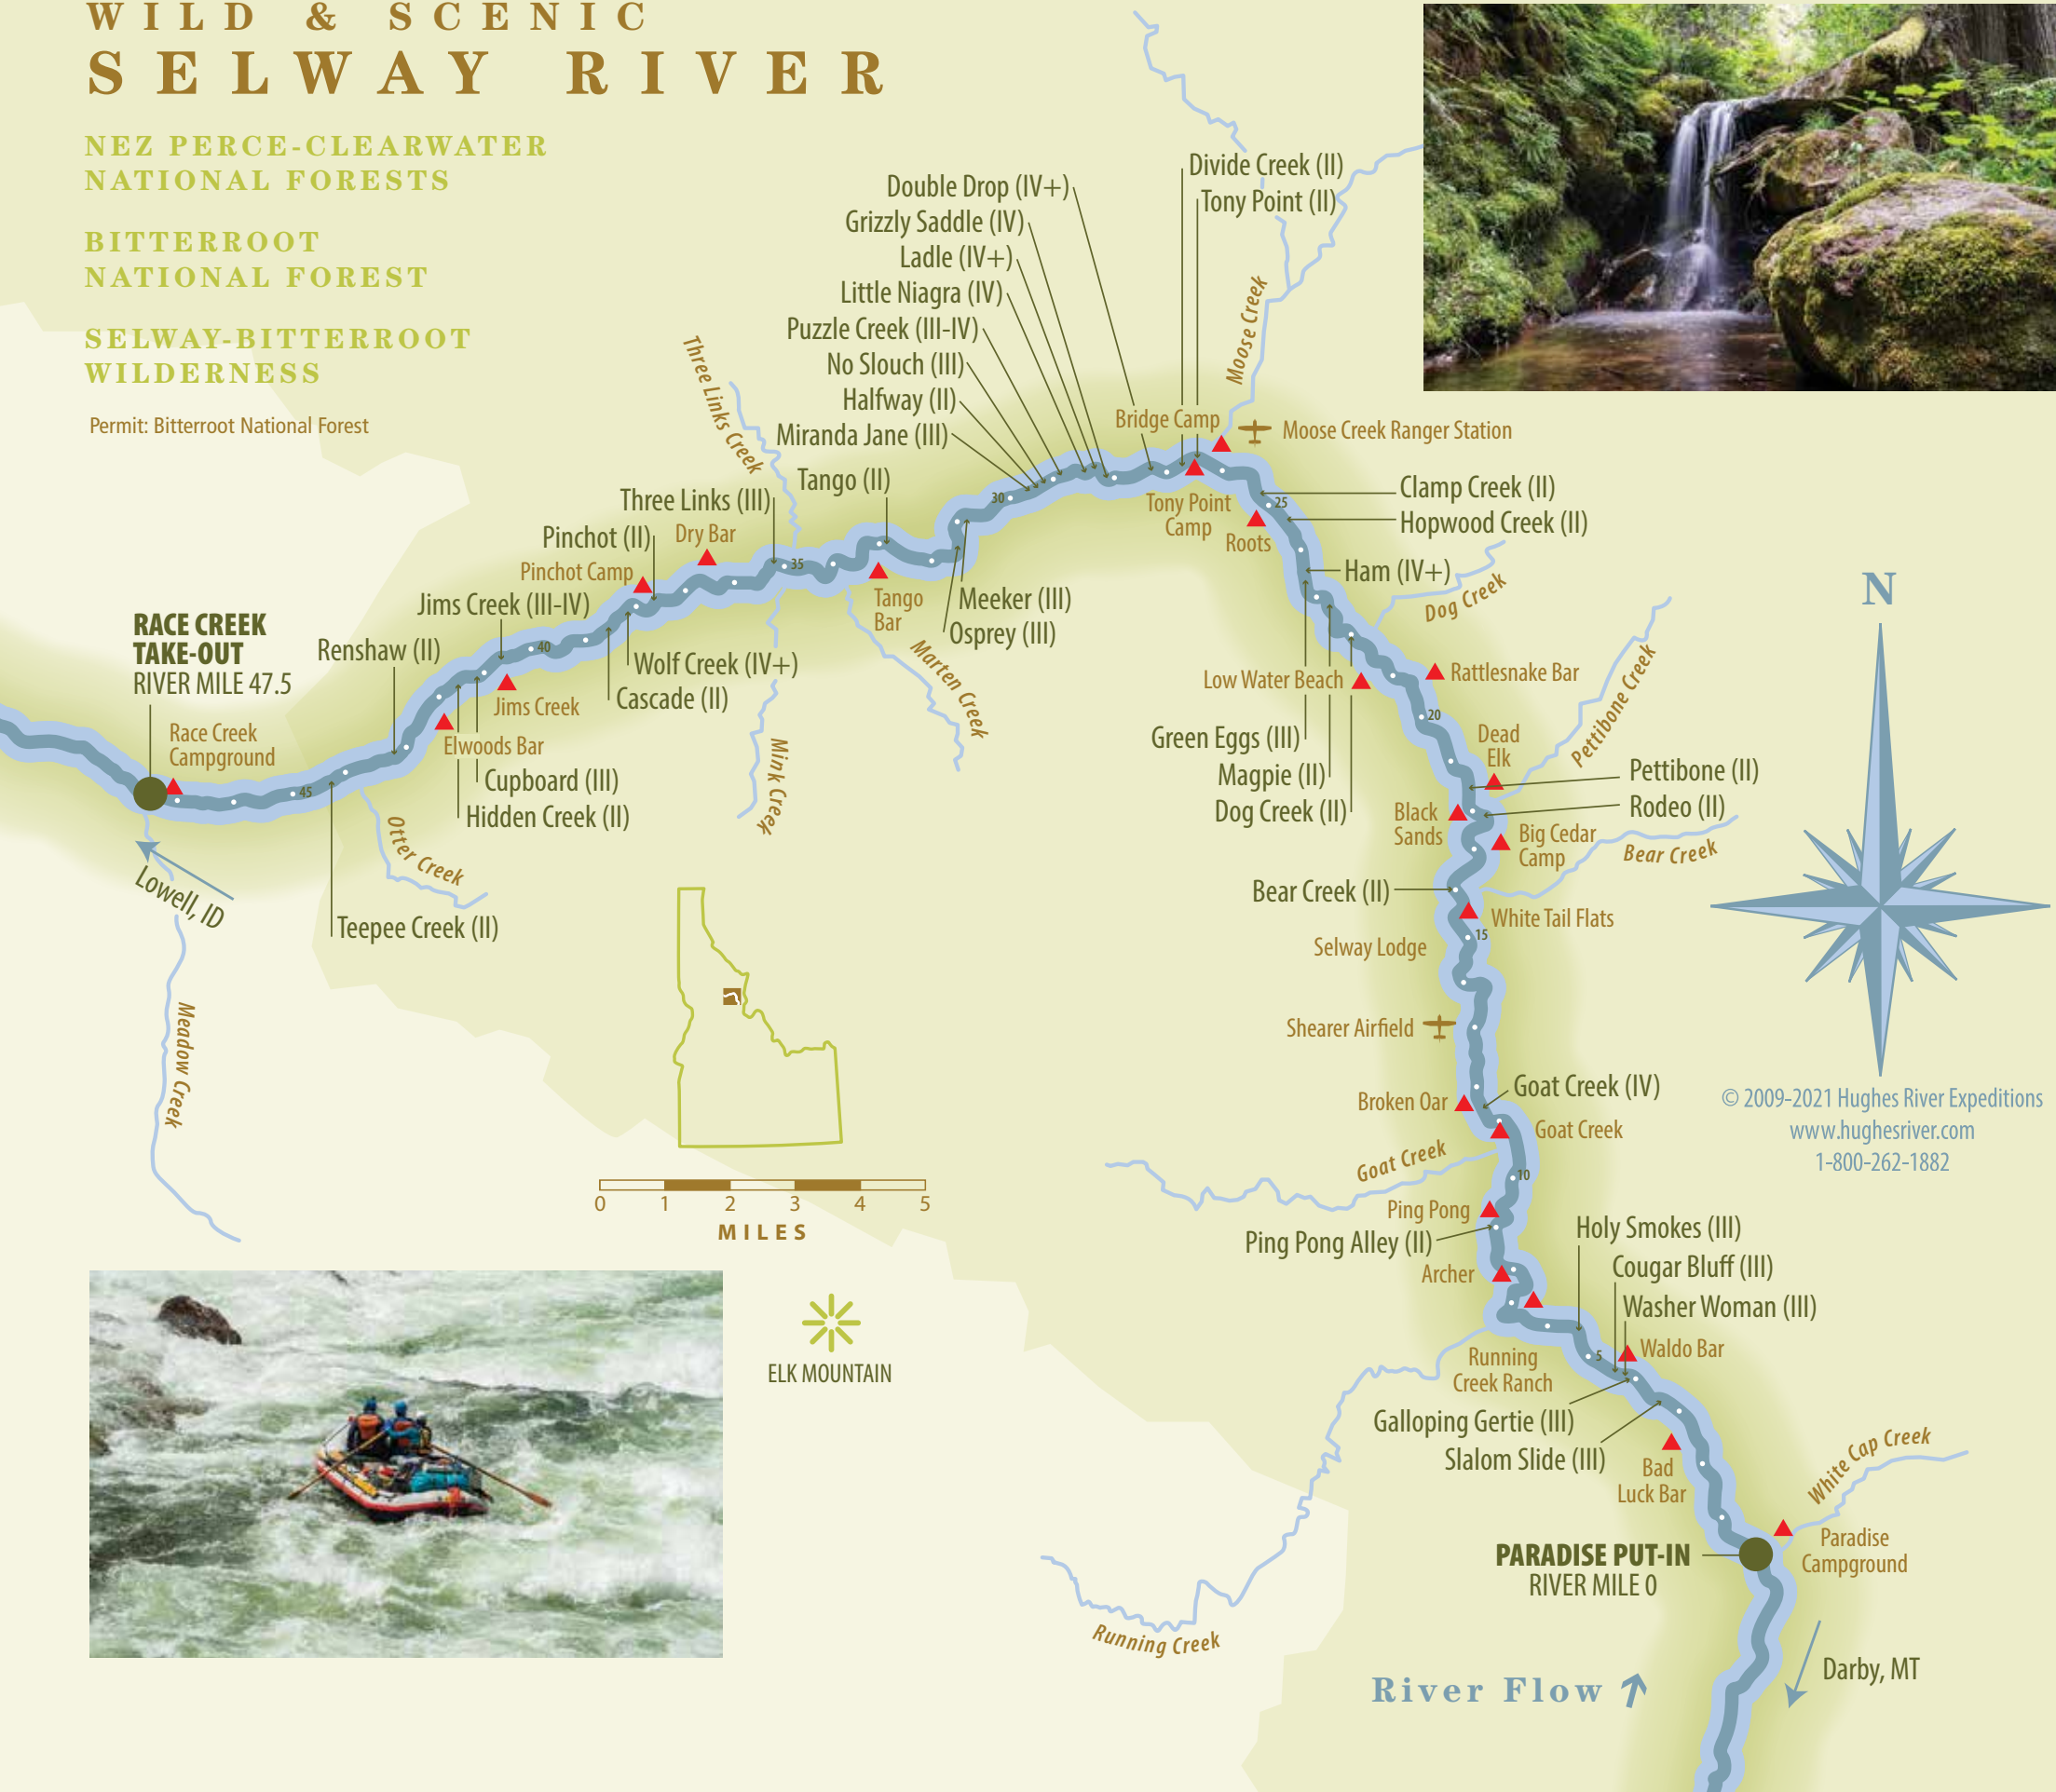 WILD & SCENIC
SELWAY RIVER
NEZ PERCE-CLEARWATER
NATIONAL FORESTS
BITTERROOT
NATIONAL FOREST
SELWAY-BITTERROOT
WILDERNESS
Permit: Bitterroot National Forest
Divide Creek (II)
Tony Point (II)
Double Drop (IV+)
Grizzly Saddle (IV)
Ladle (IV+)
Little Niagra (IV)
Puzzle Creek (III-IV)
No Slouch (III)
Halfway (II)
Miranda Jane (III)
Tango (II)
Three Links (III)
Pinchot (II)
Dry Bar
Pinchot Camp
Jims Creek (III-IV)
Renshaw (II)
RACE CREEK
TAKE-OUT
RIVER MILE 47.5
Race Creek
Campground
Three Links Creek
Moose Creek
Bridge Camp
Moose Creek Ranger Station
Tony Point
Camp
Roots
Clamp Creek (II)
Hopwood Creek (II)
Ham (IV+)
Dog Creek
25
30
35
40
45
Tango
Bar
Meeker (III)
Osprey (III)
Marten Creek
Mink Creek
Wolf Creek (IV+)
Cascade (II)
Jims Creek
Elwoods Bar
Cupboard (III)
Hidden Creek (II)
Otter Creek
Teepee Creek (II)
Lowell, ID
Meadow Creek
Low Water Beach
Rattlesnake Bar
20
Green Eggs (III)
Magpie (II)
Dog Creek (II)
Dead
Elk
Pettibone Creek
Pettibone (II)
Rodeo (II)
Black
Sands
Big Cedar
Camp
Bear Creek
Bear Creek (II)
White Tail Flats
15
Selway Lodge
Shearer Airfield
Goat Creek (IV)
Broken Oar
Goat Creek
Goat Creek
10
Ping Pong
Ping Pong Alley (II)
Archer
Holy Smokes (III)
Cougar Bluff (III)
Washer Woman (III)
Waldo Bar
5
Running
Creek Ranch
Galloping Gertie (III)
Slalom Slide (III)
Bad
Luck Bar
White Cap Creek
PARADISE PUT-IN
RIVER MILE 0
Paradise
Campground
Running Creek
River Flow
Darby, MT
N
© 2009-2021 Hughes River Expeditions
www.hughesriver.com
1-800-262-1882
0 1 2 3 4 5
MILES
ELK MOUNTAIN